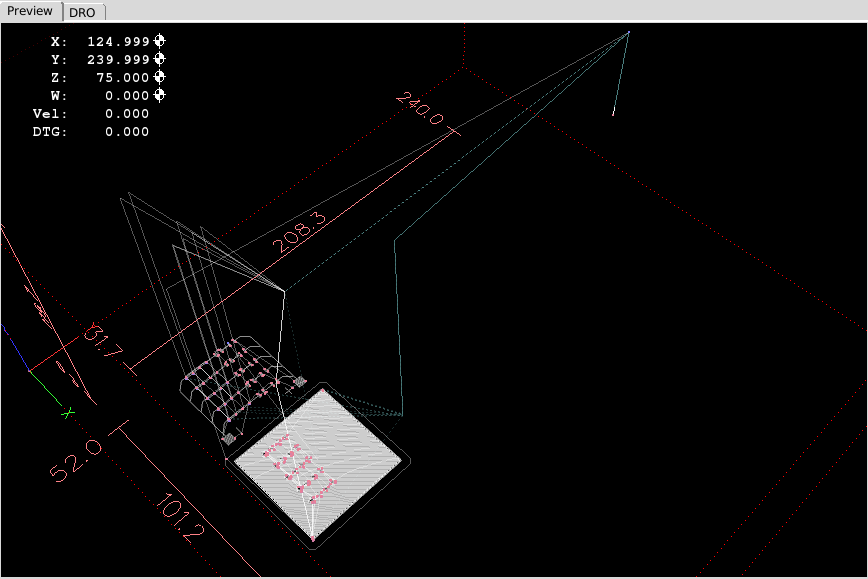 Preview DRO
X: 124.999
Y: 239.999
Z: 75.000
W: 0.000
Vel: 0.000
DTG: 0.000
240.0
208.3
31.7
52.0
101.2
X